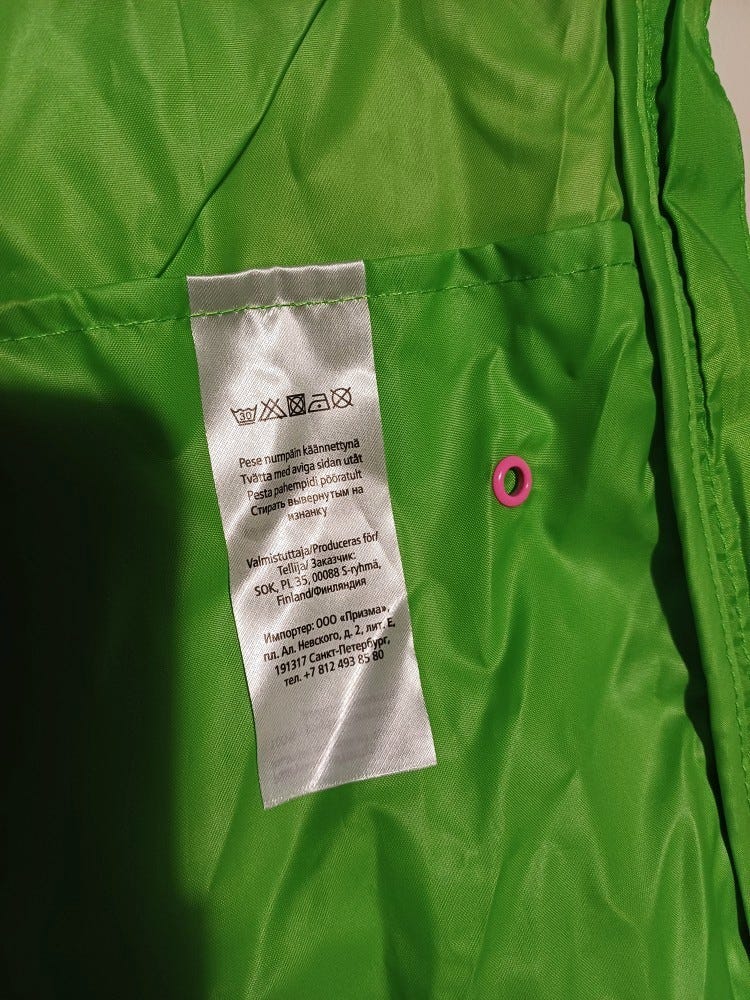 30
Pese nurinpäin käännettynä
Tvätta med aviga sidan utåt
Pesta pahempidi pööratult
Стирать вывернутым на
изнанку
Valmistuttaja/Produceras för/
Tellija/ Заказчик:
SOK, PL 35, 00088 S-ryhmä,
Finland/Финляндия
Импортер: ООО «Призма»,
пл. Ал. Невского, д. 2, лит. Е,
191317 Санкт-Петербург,
тел. +7 812 493 85 80